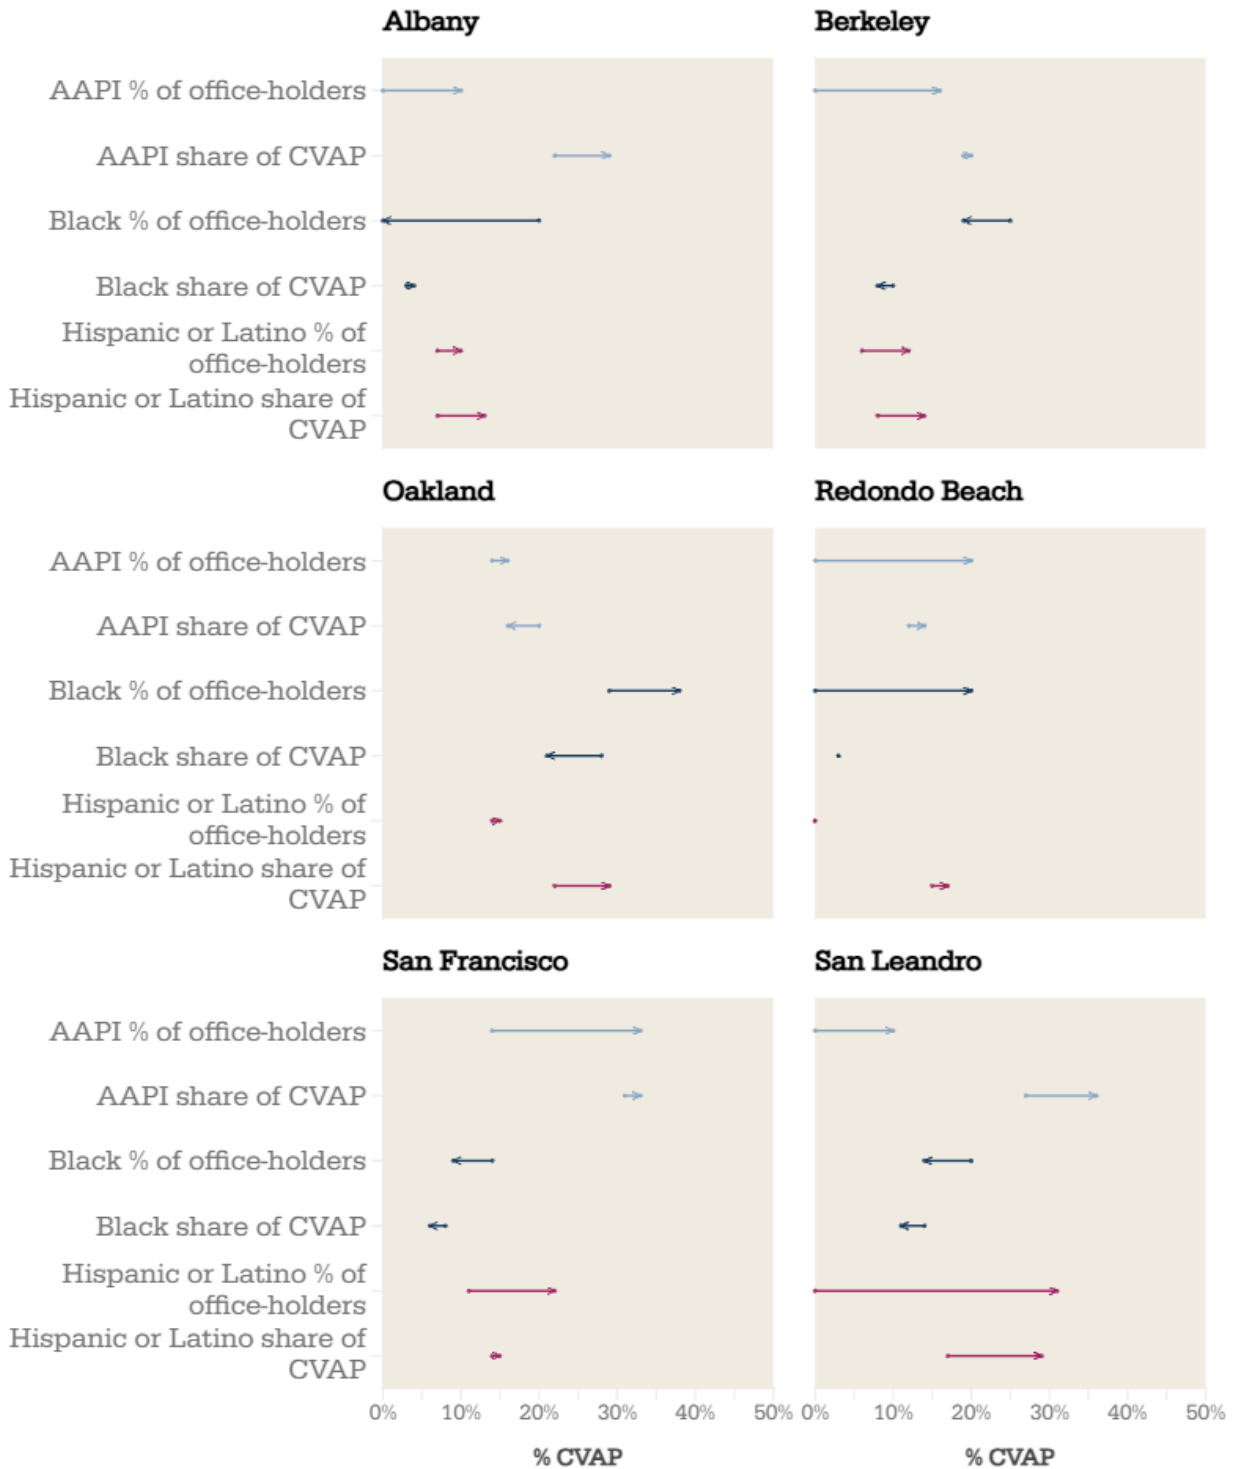 Albany
Berkeley
AAPI % of office-holders
AAPI share of CVAP
Black % of office-holders
Black share of CVAP
Hispanic or Latino % of
office-holders
Hispanic or Latino share of
CVAP
Oakland
Redondo Beach
AAPI % of office-holders
AAPI share of CVAP
Black % of office-holders
Black share of CVAP
Hispanic or Latino % of
office-holders
Hispanic or Latino share of
CVAP
San Francisco
San Leandro
AAPI % of office-holders
AAPI share of CVAP
Black % of office-holders
Black share of CVAP
Hispanic or Latino % of
office-holders
Hispanic or Latino share of
CVAP
0% 10% 20% 30% 40% 50% 0% 10% 20% 30% 40% 50%
% CVAP
% CVAP